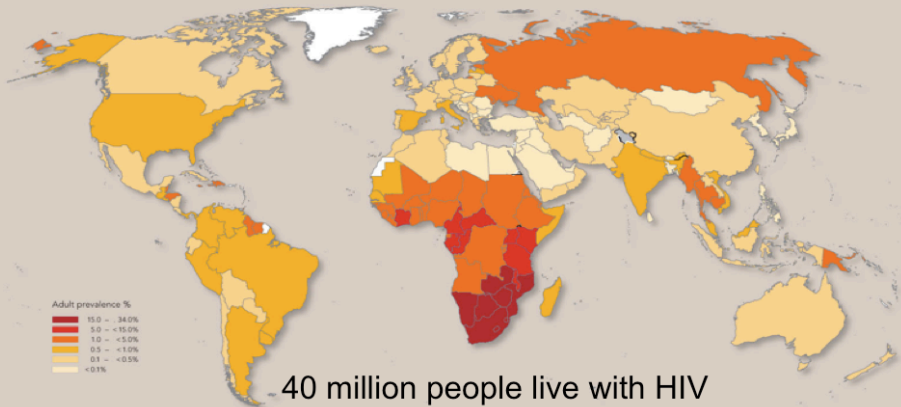 Adult prevalence %
15.0 – 34.0%
5.0 – <15.0%
1.0 – <5.0%
0.5 – <1.0%
0.1 – <0.5%
<0.1%
40 million people live with HIV